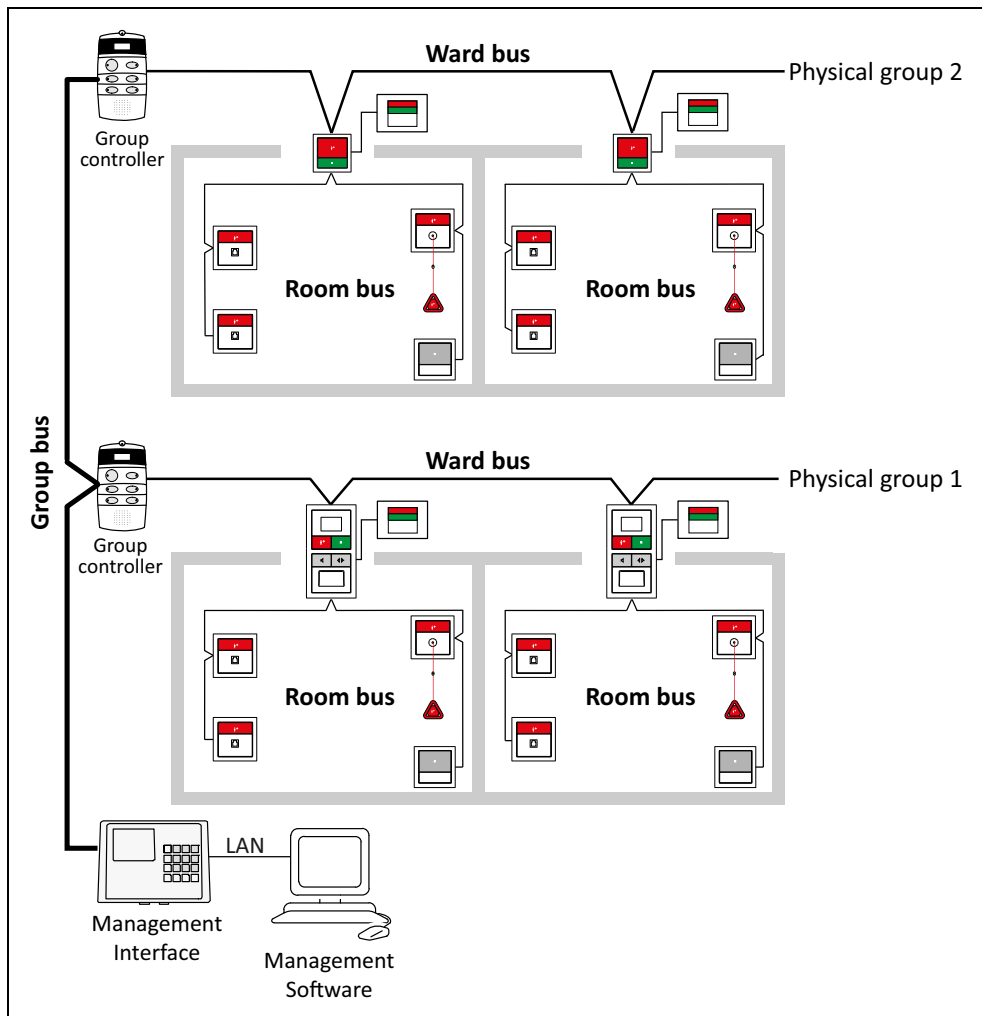 Ward bus
Physical group 2
Group
controller
Room bus
Room bus
Group bus
Ward bus
Physical group 1
Group
controller
Room bus
Room bus
LAN
Management
Interface
Management
Software